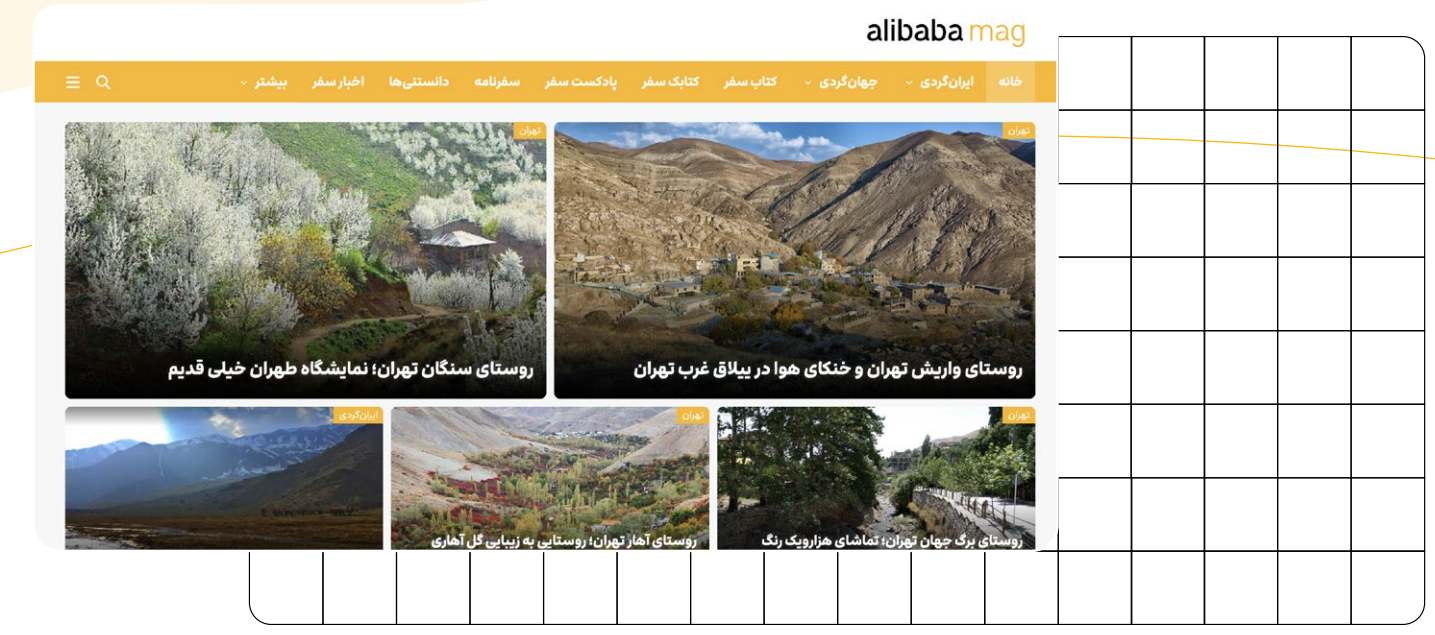 alibaba mag
خانه ایران‌گردی جهان‌گردی کتاب سفر کتابک سفر پادکست سفر سفرنامه دانستنی‌ها اخبار سفر بیشتر
تهران
روستای واریش تهران و خنکای هوا در ییلاق غرب تهران
تهران
روستای سنگان تهران؛ نمایشگاه طهران خیلی قدیم
تهران
روستای برگ جهان تهران؛ تماشای هزارویک رنگ
تهران
روستای آهار تهران؛ روستایی به زیبایی گل آهاری
ایران‌گردی